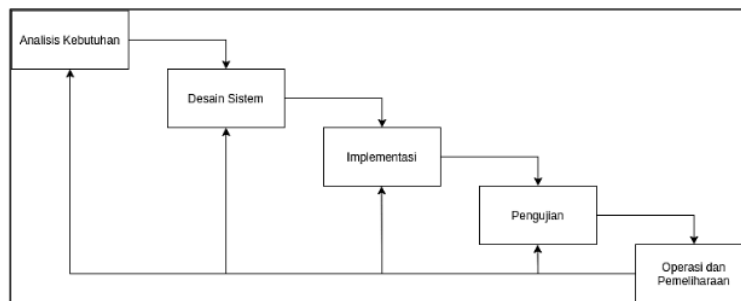 Analisis Kebutuhan
Desain Sistem
Implementasi
Pengujian
Operasi dan
Pemeliharaan